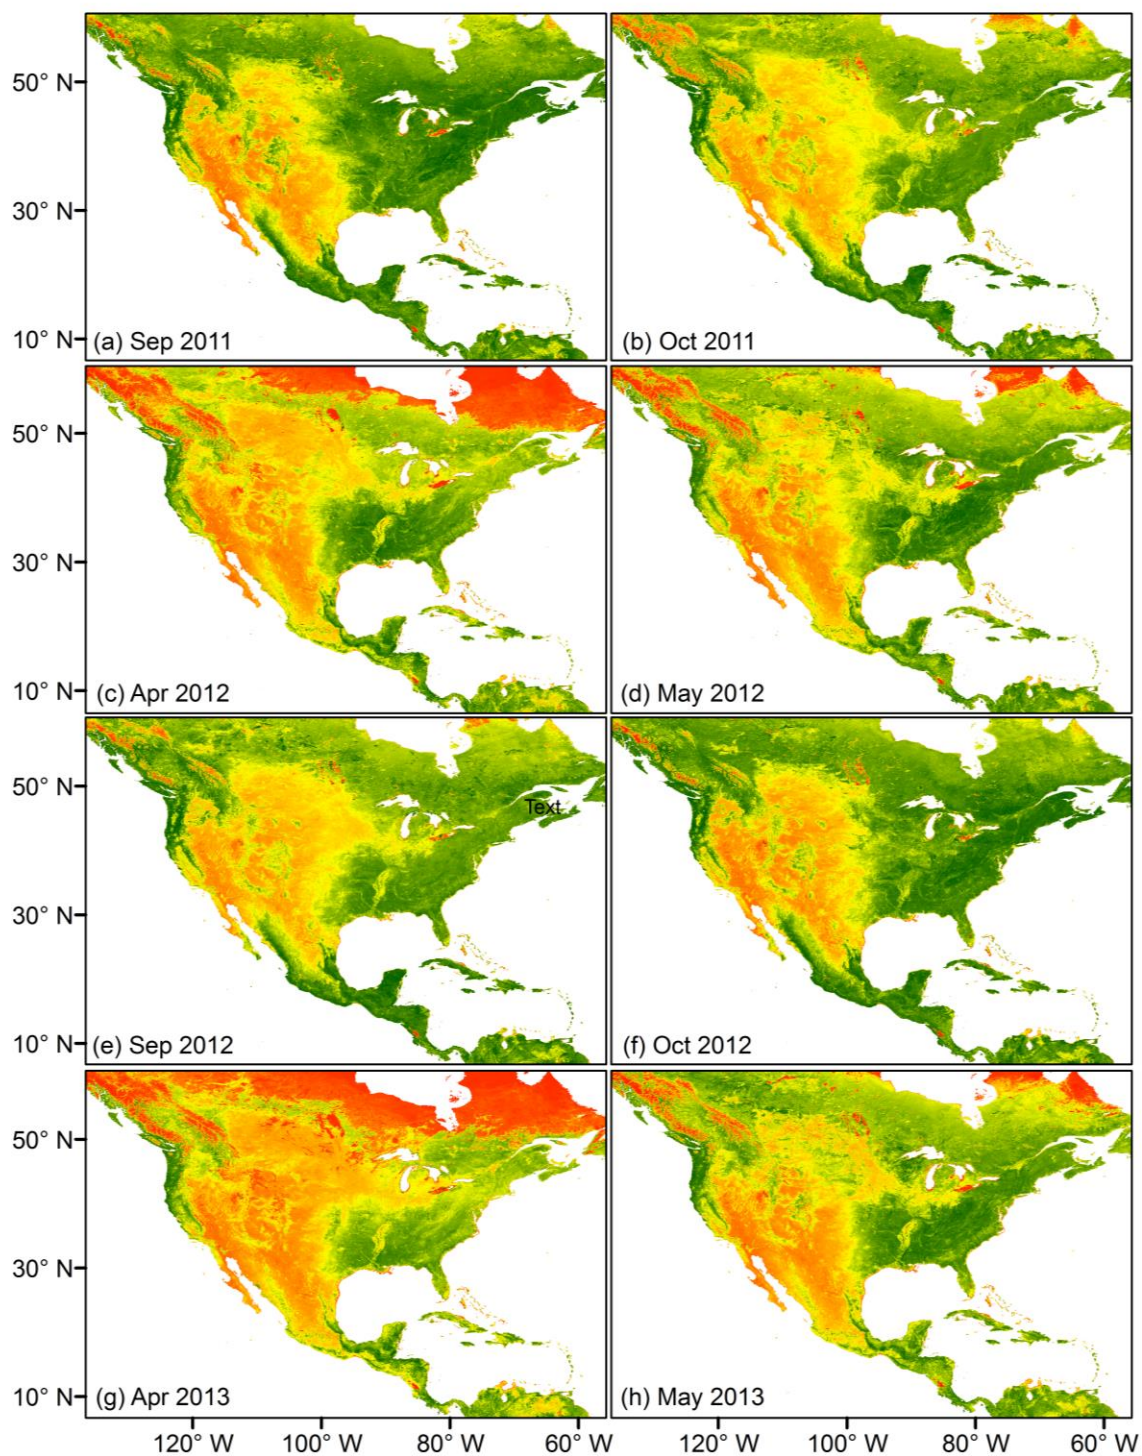 50° N
30° N
10° N
(a) Sep 2011
(b) Oct 2011
50° N
30° N
10° N
(c) Apr 2012
(d) May 2012
50° N
Text
30° N
10° N
(e) Sep 2012
(f) Oct 2012
50° N
30° N
10° N
(g) Apr 2013
(h) May 2013
120° W 100° W 80° W 60° W 120° W 100° W 80° W 60° W